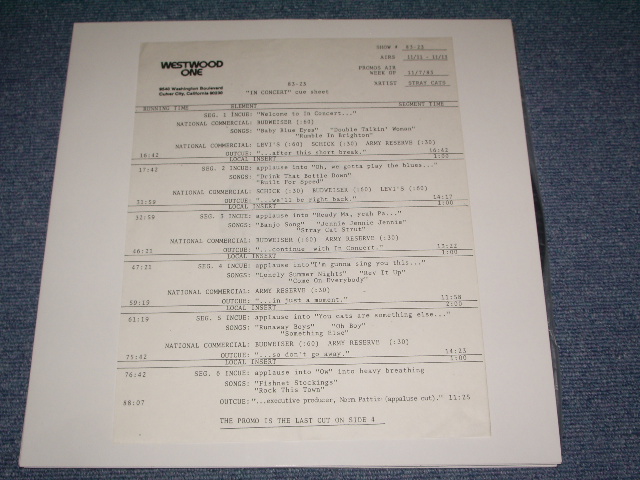 SHOW # 83-23
WESTWOOD
ONE
AIRS 11/11 - 11/13
PROMOS AIR
WEEK OF 11/7/83
8540 Washington Boulevard
Culver City, California 90230
83-23
ARTIST STRAY CATS
"IN CONCERT" cue sheet
RUNNING TIME ELEMENT SEGMENT TIME
SEG. 1 INCUE: "Welcome to In Concert..."
NATIONAL COMMERCIAL: BUDWEISER (:60)
SONGS: "Baby Blue Eyes" "Double Talkin' Woman"
"Rumble In Brighton"
NATIONAL COMMERCIAL: LEVI'S (:60) SCHICK (:30) ARMY RESERVE (:30)
16:42 OUTCUE: "...after this short break." 16:42
LOCAL INSERT 1:00
17:42 SEG. 2 INCUE: applause into "Oh, we gotta play the blues..."
SONGS: "Drink That Bottle Down"
"Built For Speed"
NATIONAL COMMERCIAL: SCHICK (:30) BUDWEISER (:60) LEVI'S (:60)
31:59 OUTCUE: "...we'll be right back." 14:17
LOCAL INSERT 1:00
32:59 SEG. 3 INCUE: applause into "Ready Ma, yeah Pa..."
SONGS: "Banjo Song" "Jennie Jennie Jennie"
"Stray Cat Strut"
NATIONAL COMMERCIAL: BUDWEISER (:60) ARMY RESERVE (:30)
46:21 OUTCUE: "...continue with In Concert." 13:22
LOCAL INSERT 1:00
47:21 SEG. 4 INCUE: applause into"I'm gonna sing you this..."
SONGS: "Lonely Summer Nights" "Rev It Up"
"Come On Everybody"
NATIONAL COMMERCIAL: ARMY RESERVE (:30)
59:19 OUTCUE: "...in just a moment." 11:58
LOCAL INSERT 2:00
61:19 SEG. 5 INCUE: applause into "You cats are something else..."
SONGS: "Runaway Boys" "Oh Boy"
"Something Else"
NATIONAL COMMERCIAL: BUDWEISER (:60) ARMY RESERVE (:30)
75:42 OUTCUE: "...so don't go away." 14:23
LOCAL INSERT 1:00
76:42 SEG. 6 INCUE: applause into "Ow" into heavy breathing
SONGS: "Fishnet Stockings"
"Rock This Town"
88:07 OUTCUE: "...executive producer, Norm Pattiz (appaluse out)." 11:25
THE PROMO IS THE LAST CUT ON SIDE 4